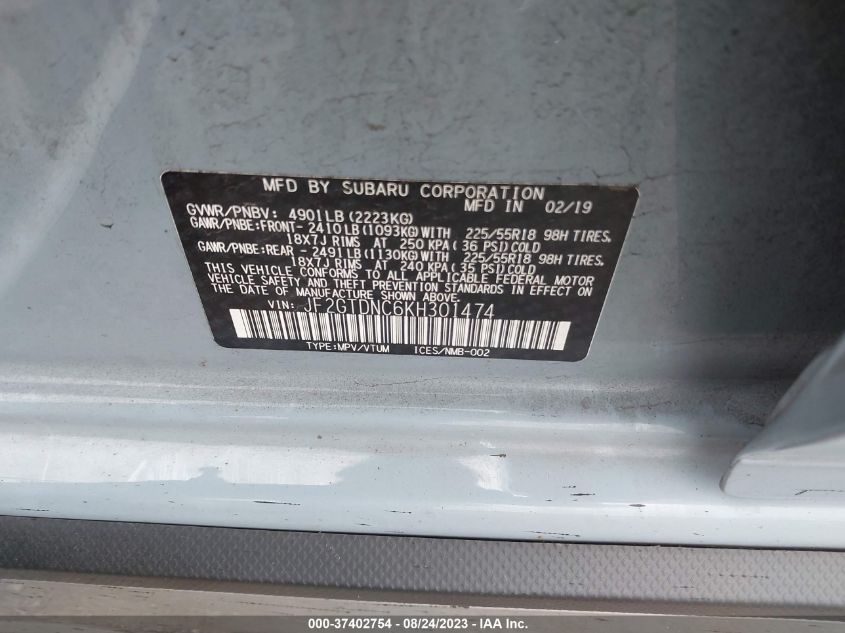 MFD BY SUBARU CORPORATION
MFD IN 02/19
GVWR/PNBV: 4901LB(2223KG)
GAWR/PNBE:FRONT- 2410LB(1093KG)WITH 225/55R18 98H TIRES,
18X7J RIMS AT 250 KPA( 36 PSI)COLD
GAWR/PNBE:REAR - 2491LB(1130KG)WITH 225/55R18 98H TIRES,
18X7J RIMS AT 240 KPA( 35 PSI)COLD
THIS VEHICLE CONFORMS TO ALL APPLICABLE FEDERAL MOTOR
VEHICLE SAFETY AND THEFT PREVENTION STANDARDS IN EFFECT ON
THE DATE OF MANUFACTURE SHOWN ABOVE.
VIN: JF2GTDNC6KH301474
TYPE:MPV/VTUM ICES/NMB-002
000-37402754 - 08/24/2023 - © IAA, Inc.